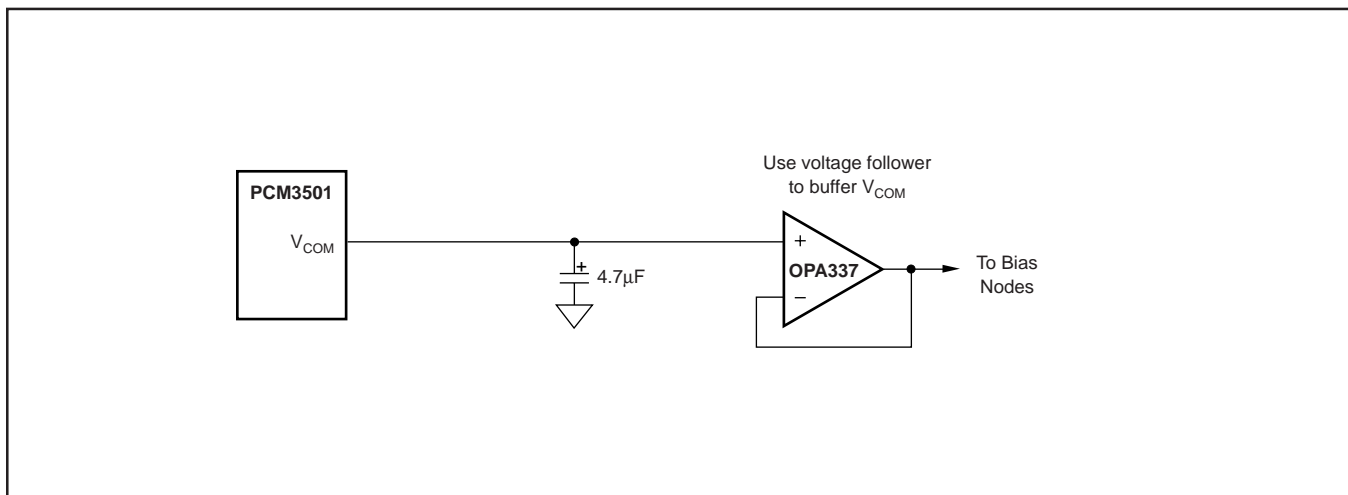 Use voltage follower
to buffer VCOM
PCM3501
VCOM
+
OPA337
−
+
4.7μF
To Bias
Nodes